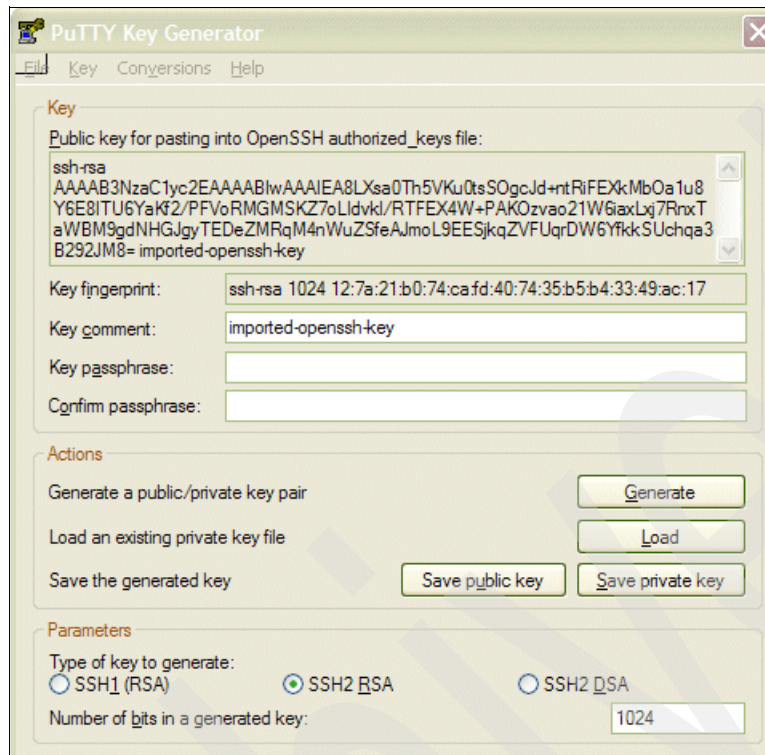 PuTTY Key Generator
File Key Conversions Help
Key
Public key for pasting into OpenSSH authorized_keys file:
ssh-rsa
AAAAB3NzaC1yc2EAAAABIwAAAIEA8LXsa0Th5VKu0tsSOgcJd+ntRiFEXkMbOa1u8
Y6E8ITU6YaKf2/PFVoRMGMSKZ7oLIdvkI/RTFEX4W+PAKOzvao21W6iaxLxj7RnxT
aWBM9gdNHGJgyTEDeZMRqM4nWuZSfeAJmoL9EESjkqZVFUqrDW6YfkkSUchqa3
B292JM8= imported-openssh-key
Key fingerprint: ssh-rsa 1024 12:7a:21:b0:74:ca:fd:40:74:35:b5:b4:33:49:ac:17
Key comment: imported-openssh-key
Key passphrase:
Confirm passphrase:
Actions
Generate a public/private key pair Generate
Load an existing private key file Load
Save the generated key Save public key Save private key
Parameters
Type of key to generate:
SSH1 (RSA) SSH2 RSA SSH2 DSA
Number of bits in a generated key: 1024